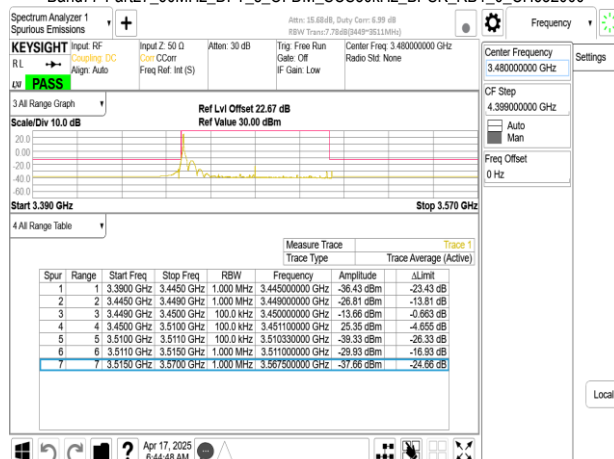 Spectrum Analyzer 1
Spurious Emissions
Attn: 15.68dB, Duty Corr: 6.99 dB
RBW Trans:7.78dB(3449~3511MHz)
Frequency
KEYSIGHT
RL
Input: RF
Coupling: DC
Align: Auto
Input Z: 50 Ω
Corr CCorr
Freq Ref: Int (S)
Atten: 30 dB
Trig: Free Run
Gate: Off
IF Gain: Low
Center Freq: 3.480000000 GHz
Radio Std: None
LXI
PASS
Center Frequency
3.480000000 GHz
Settings
CF Step
4.399000000 GHz
Auto
Man
Freq Offset
0 Hz
3 All Range Graph
Scale/Div 10.0 dB
Ref Lvl Offset 22.67 dB
Ref Value 30.00 dBm
20.0
0.00
-20.0
-40.0
-60.0
Start 3.390 GHz
Stop 3.570 GHz
4 All Range Table
Measure Trace Trace 1
Trace Type Trace Average (Active)
Spur Range Start Freq Stop Freq RBW Frequency Amplitude ΔLimit
1 1 3.3900 GHz 3.4450 GHz 1.000 MHz 3.445000000 GHz -36.43 dBm -23.43 dB
2 2 3.4450 GHz 3.4490 GHz 1.000 MHz 3.449000000 GHz -26.81 dBm -13.81 dB
3 3 3.4490 GHz 3.4500 GHz 100.0 kHz 3.450000000 GHz -13.66 dBm -0.663 dB
4 4 3.4500 GHz 3.5100 GHz 100.0 kHz 3.451100000 GHz 25.35 dBm -4.655 dB
5 5 3.5100 GHz 3.5110 GHz 100.0 kHz 3.510330000 GHz -39.33 dBm -26.33 dB
6 6 3.5110 GHz 3.5150 GHz 1.000 MHz 3.511000000 GHz -29.93 dBm -16.93 dB
7 7 3.5150 GHz 3.5700 GHz 1.000 MHz 3.567500000 GHz -37.66 dBm -24.66 dB
Local
Apr 17, 2025
6:44:48 AM